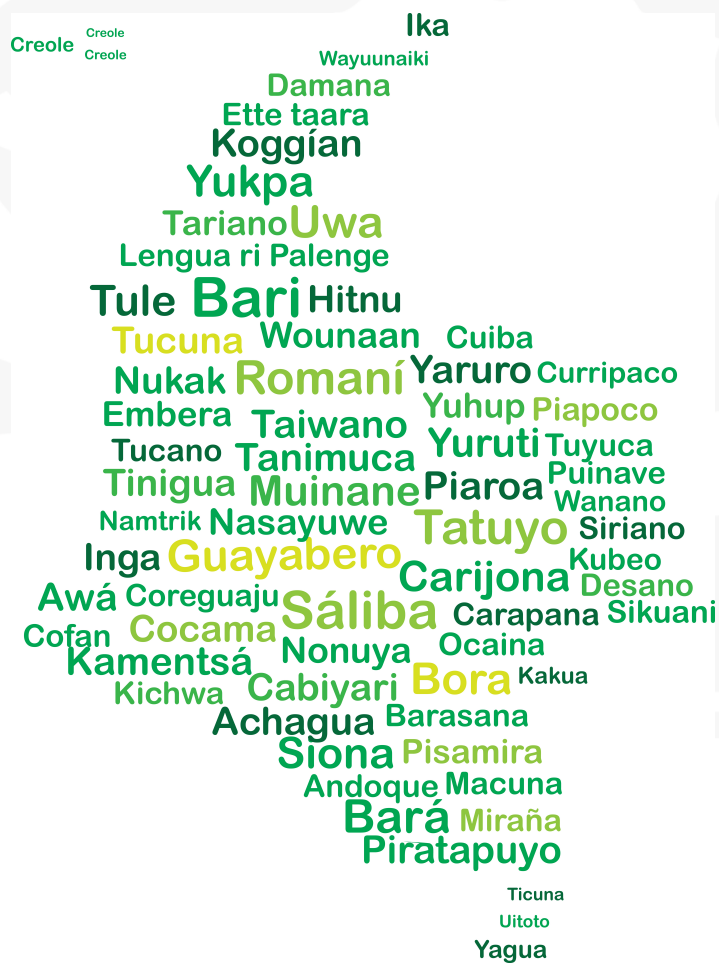 Ika
Creole
Creole
Creole
Wayuunaiki
Damana
Ette taara
Koggían
Yukpa
Tariano Uwa
Lengua ri Palenge
Tule Bari Hitnu
Tucuna Wounaan Cuiba
Nukak Romaní Yaruro Curripaco
Embera Taiwano Yuhup Piapoco
Tucano Tanimuca Yuruti Tuyuca
Tinigua Muinane Piaroa Puinave
Wanano
Namtrik Nasayuwe Tatuyo Siriano
Inga Guayabero Carijona Kubeo
Desano
Awá Coreguaju Sáliba Carapana Sikuani
Cofan Cocama Nonuya Ocaina
Kamentsá Cabiyari Bora Kakua
Kichwa
Achagua Barasana
Siona Pisamira
Andoque Macuna
Bará Miraña
Piratapuyo
Ticuna
Uitoto
Yagua